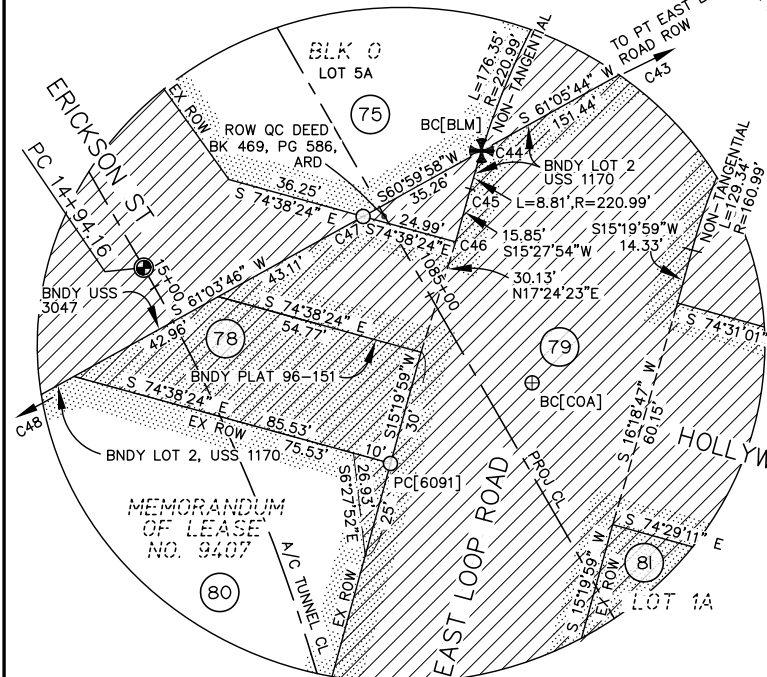 BLK O
LOT 5A
75
L=176.35'
R=220.99'
NON-TANGENTIAL
TO PT EAST
ROAD ROW
C43
S 61°05'44" W
151.44'
BC[BLM]
C44
BNDY LOT 2
USS 1170
C45
L=8.81',R=220.99'
15.85'
S15°27'54"W
C46
30.13'
N17°24'23"E
NON-TANGENTIAL
L=129.34'
R=160.99'
S15°19'59"W
14.33'
S 74°31'01"
ERICKSON ST
PC 14+94.16
15+00
EX ROW
ROW QC DEED
BK 469, PG 586,
ARD
36.25'
S 74°38'24" E
S60°59'58"W
35.26'
24.99'
S74°38'24"E
C47
1085+00
S 61°03'46" W
43.11'
42.96'
BNDY USS
3047
78
S 74°38'24" E
54.77'
BNDY PLAT 96-151
79
BC[COA]
S15°19'59"W
30'
S 74°38'24" E
85.53'
EX ROW
75.53'
10'
PC[6091]
C48
BNDY LOT 2, USS 1170
26.93'
S6°27'52"E
25'
EX ROW
MEMORANDUM
OF LEASE
NO. 9407
80
A/C TUNNEL CL
EAST LOOP ROAD
PROJ CL
S 16°18'47" W
60.15'
HOLLYW
S 74°29'11" E
81
LOT 1A
S 15°19'59" W
EX ROW